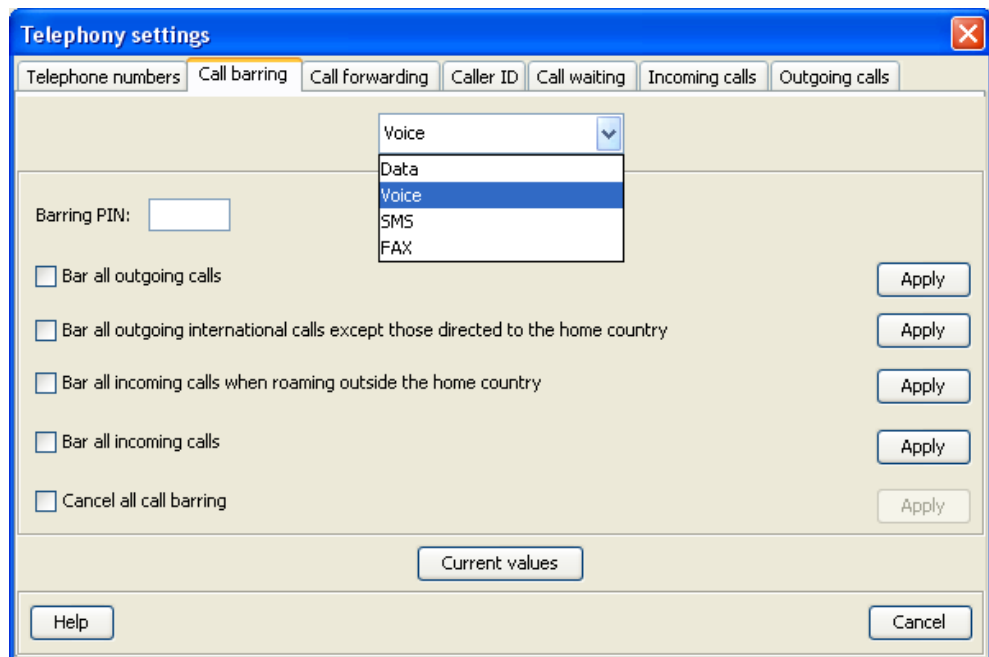 Telephony settings
Telephone numbers Call barring Call forwarding Caller ID Call waiting Incoming calls Outgoing calls
Voice
Data
Voice
SMS
FAX
Barring PIN:
Bar all outgoing calls Apply
Bar all outgoing international calls except those directed to the home country Apply
Bar all incoming calls when roaming outside the home country Apply
Bar all incoming calls Apply
Cancel all call barring Apply
Current values
Help Cancel